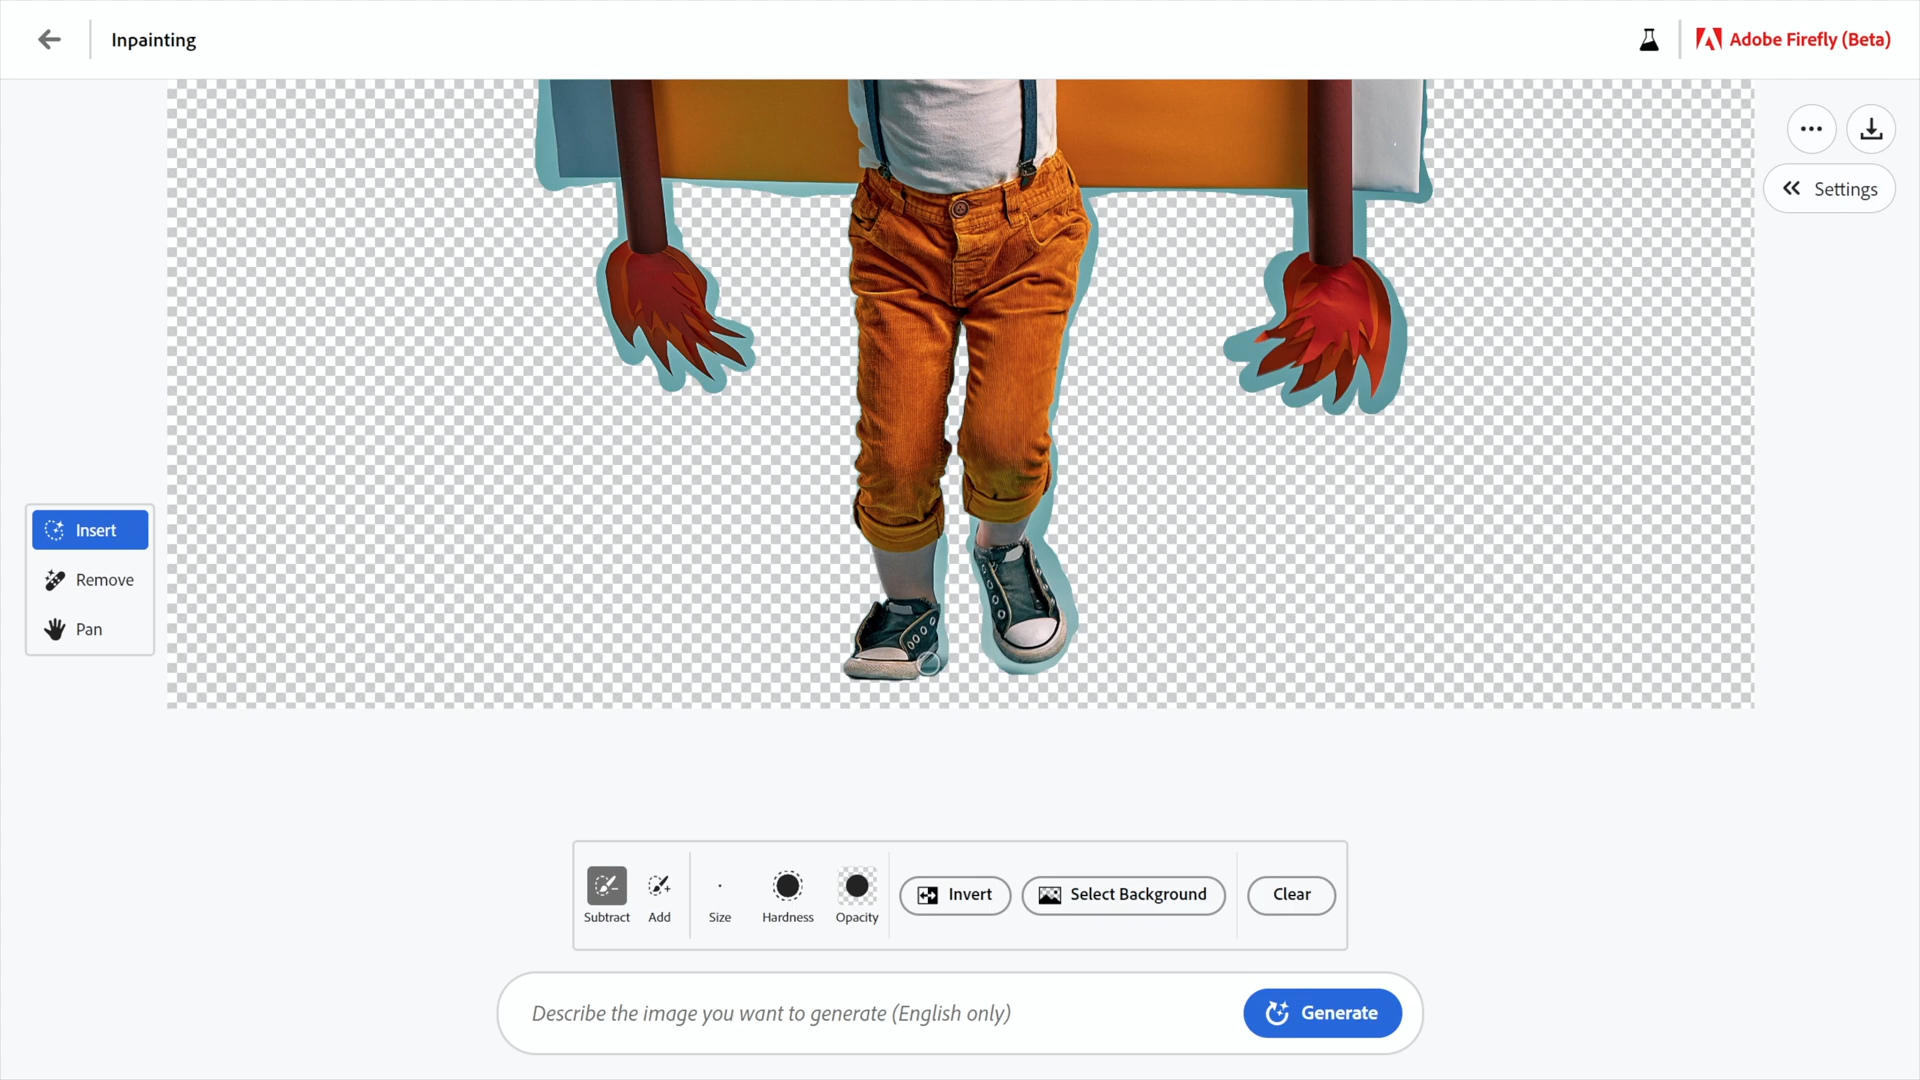 Inpainting
Adobe Firefly (Beta)
Settings
Insert
Remove
Pan
Subtract
Add
Size
Hardness
Opacity
Invert
Select Background
Clear
Describe the image you want to generate (English only)
Generate